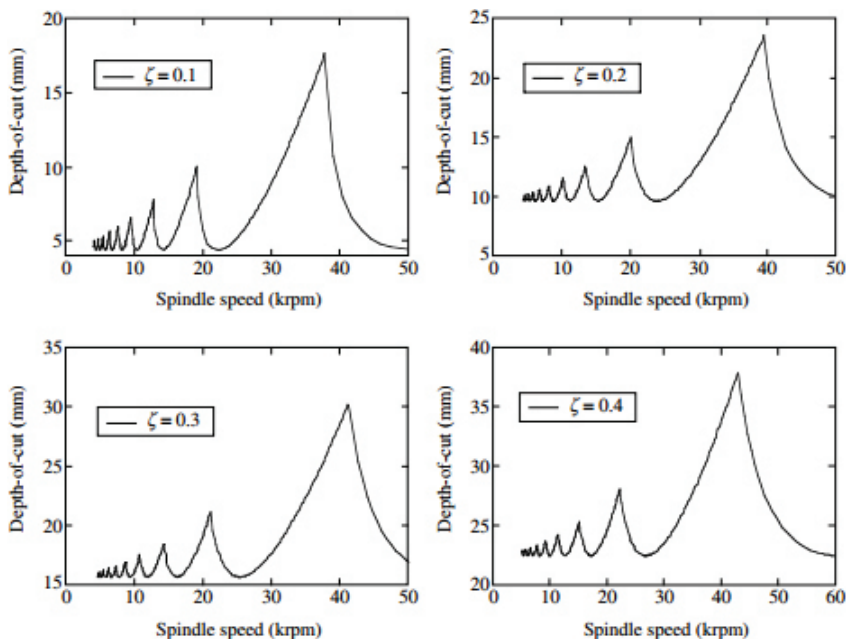 20
15
10
5
Depth-of-cut (mm)
ζ = 0.1
0 10 20 30 40 50
Spindle speed (krpm)
25
20
15
10
5
Depth-of-cut (mm)
ζ = 0.2
0 10 20 30 40 50
Spindle speed (krpm)
35
30
25
20
15
Depth-of-cut (mm)
ζ = 0.3
0 10 20 30 40 50
Spindle speed (krpm)
40
35
30
25
20
Depth-of-cut (mm)
ζ = 0.4
0 10 20 30 40 50 60
Spindle speed (krpm)